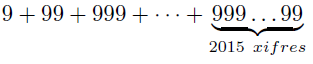 9 + 99 + 999 + ··· + 999...99
2015 xifres